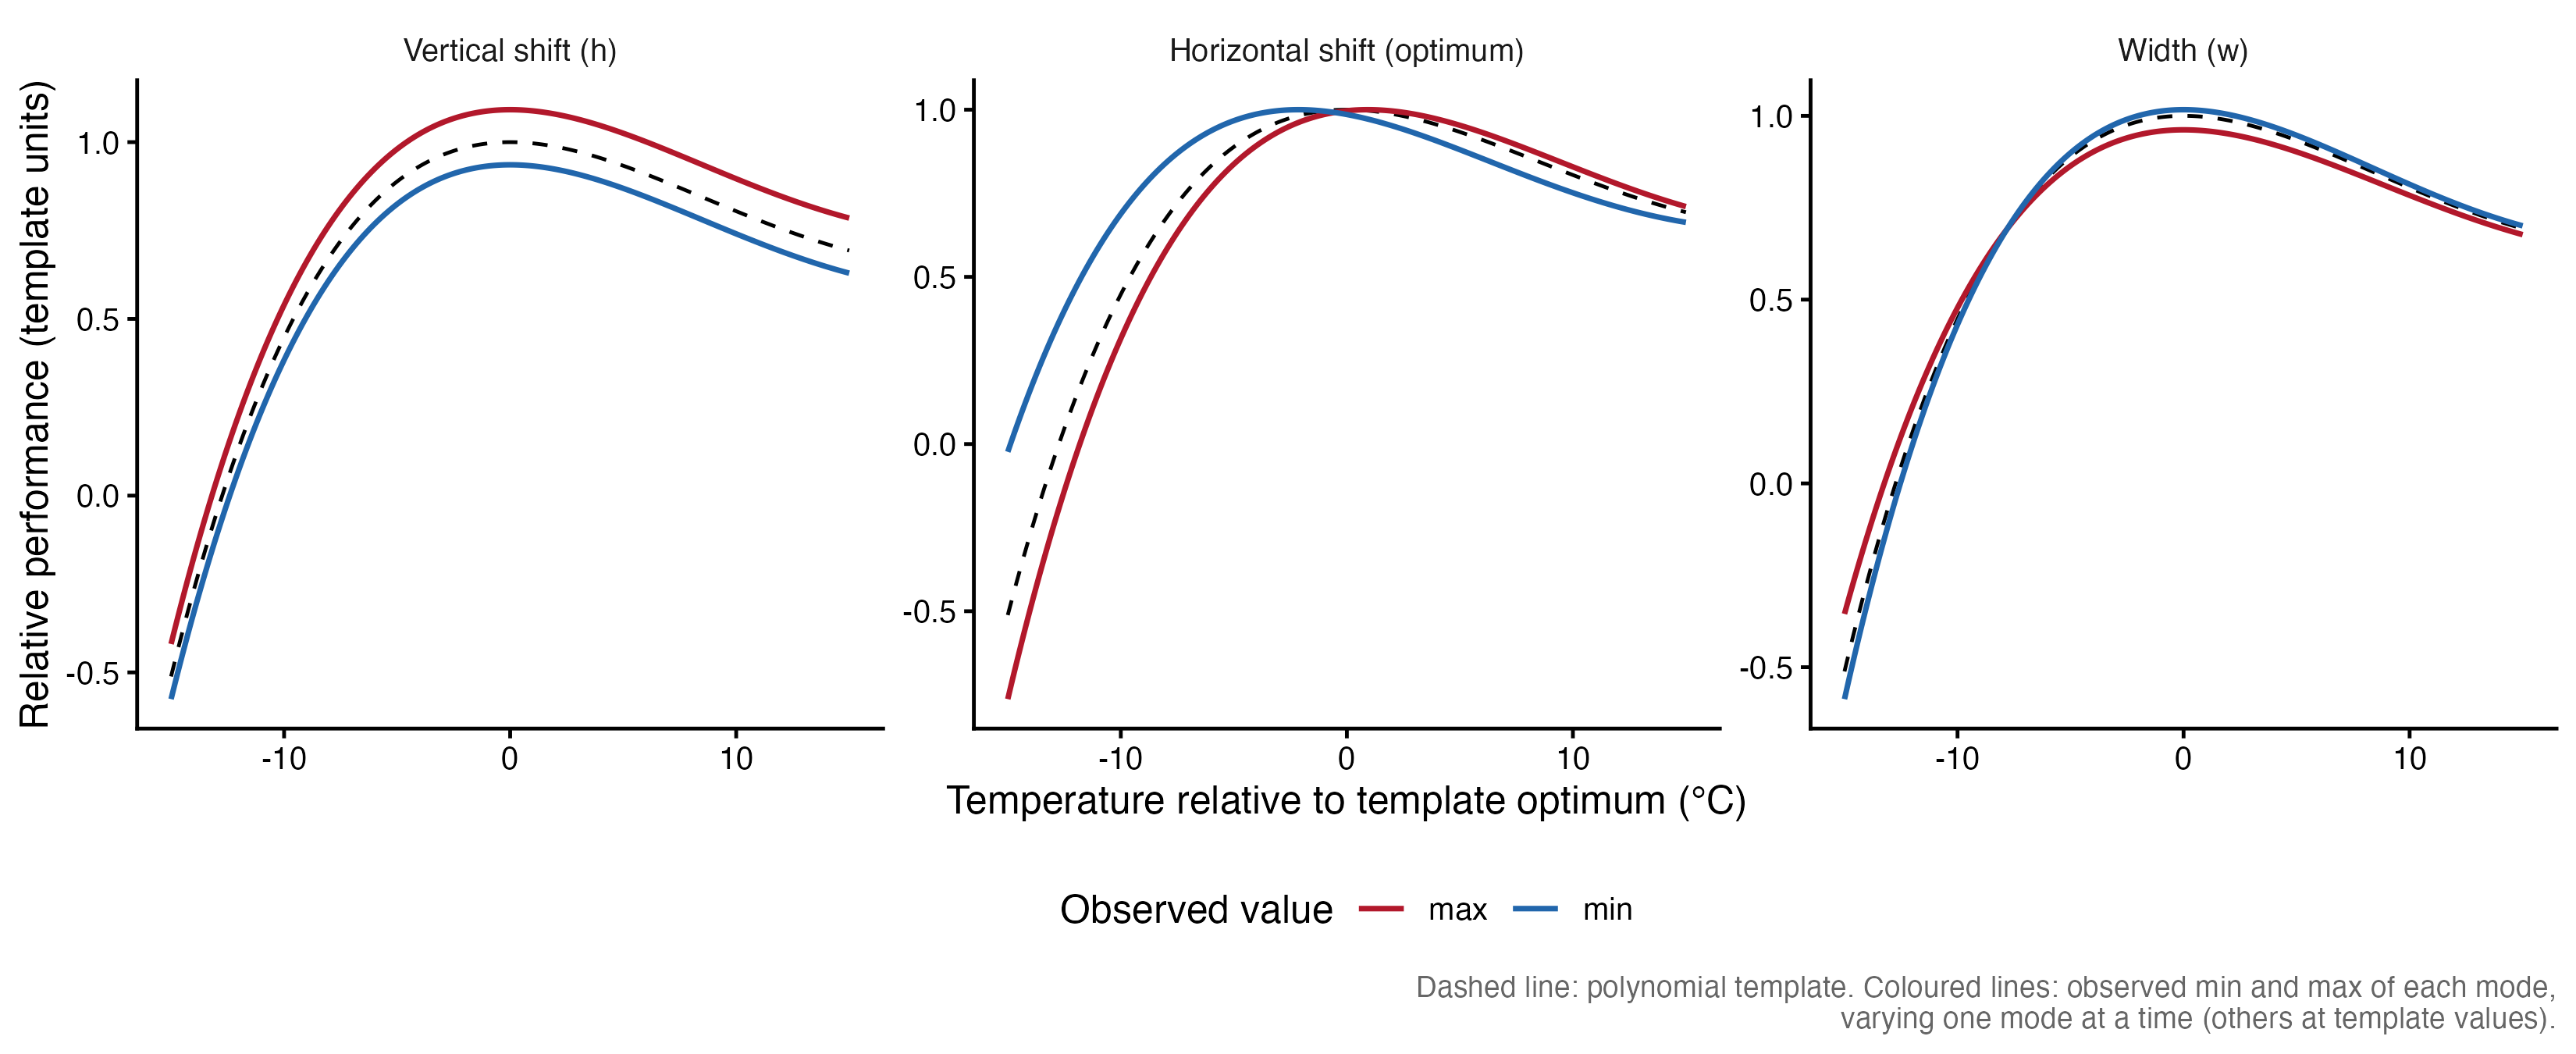 Vertical shift (h)
Horizontal shift (optimum)
Width (w)
Relative performance (template units)
1.0
0.5
0.0
-0.5
-10
0
10
1.0
0.5
0.0
-0.5
-10
0
10
1.0
0.5
0.0
-0.5
-10
0
10
Temperature relative to template optimum (°C)
Observed value max min
Dashed line: polynomial template. Coloured lines: observed min and max of each mode,
varying one mode at a time (others at template values).